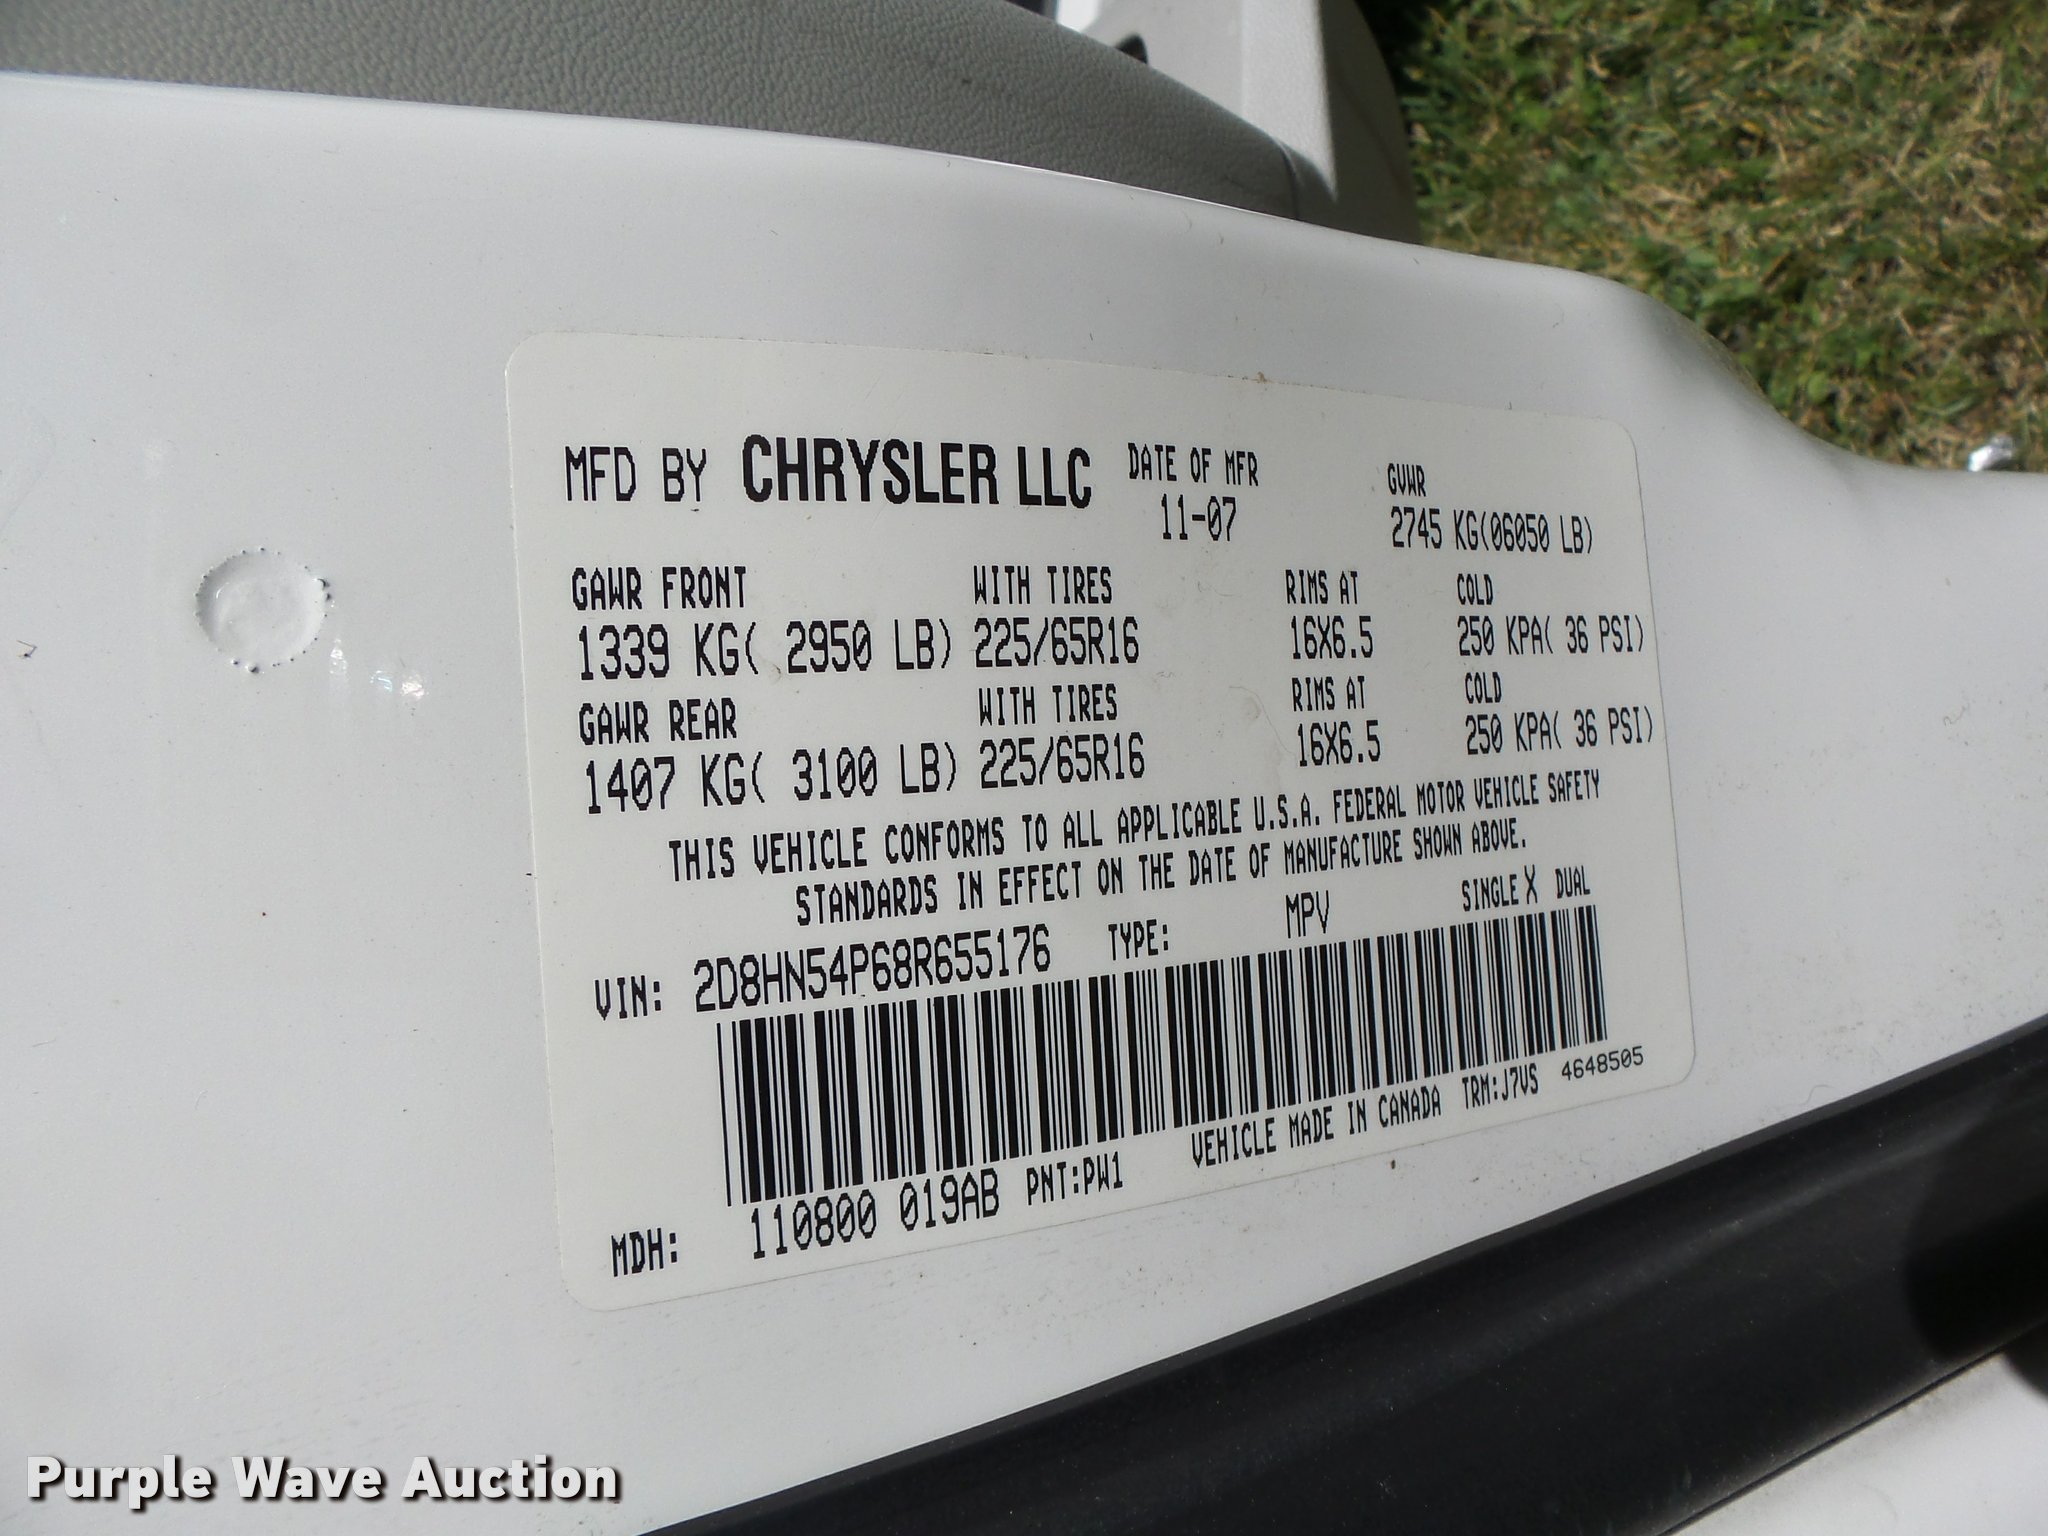 MFD BY CHRYSLER LLC DATE OF MFR GVWR
11-07 2745 KG(06050 LB)
GAWR FRONT WITH TIRES RIMS AT COLD
1339 KG( 2950 LB) 225/65R16 16X6.5 250 KPA( 36 PSI)
GAWR REAR WITH TIRES RIMS AT COLD
1407 KG( 3100 LB) 225/65R16 16X6.5 250 KPA( 36 PSI)
THIS VEHICLE CONFORMS TO ALL APPLICABLE U.S.A. FEDERAL MOTOR VEHICLE SAFETY
STANDARDS IN EFFECT ON THE DATE OF MANUFACTURE SHOWN ABOVE.
VIN: 2D8HN54P68R655176 TYPE: MPV SINGLE X DUAL
MDH: 110800 019AB PNT:PW1 VEHICLE MADE IN CANADA TRM:J7VS 4648505
Purple Wave Auction